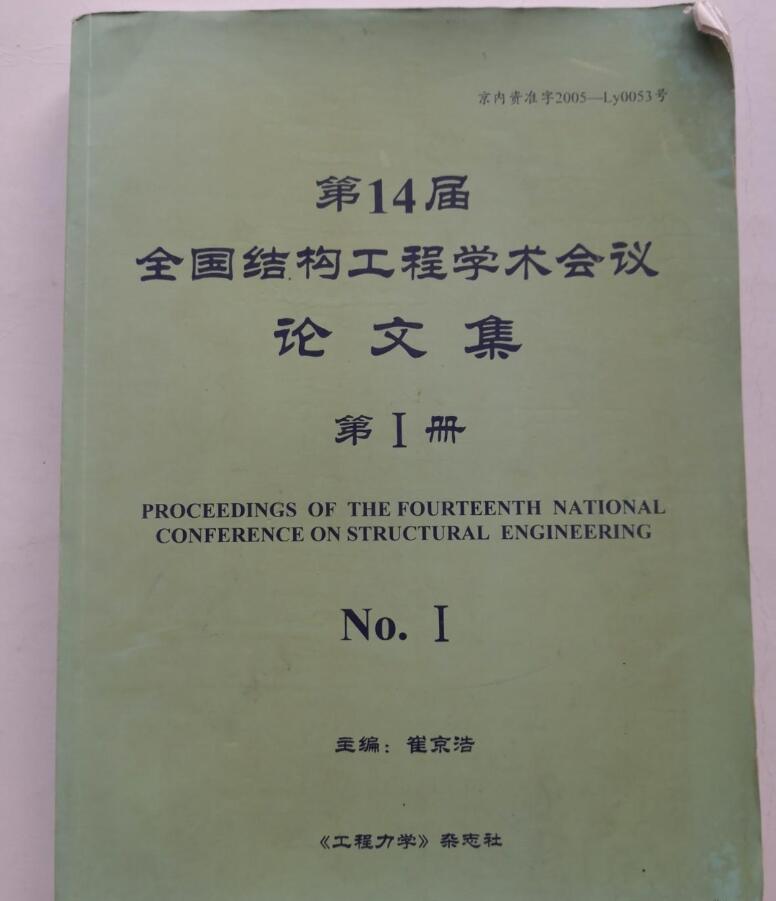 京内资准字2005—Ly0053号
第14届
全国结构工程学术会议
论文集
第Ⅰ册
PROCEEDINGS OF THE FOURTEENTH NATIONAL
CONFERENCE ON STRUCTURAL ENGINEERING
No. Ⅰ
主编：崔京浩
《工程力学》杂志社